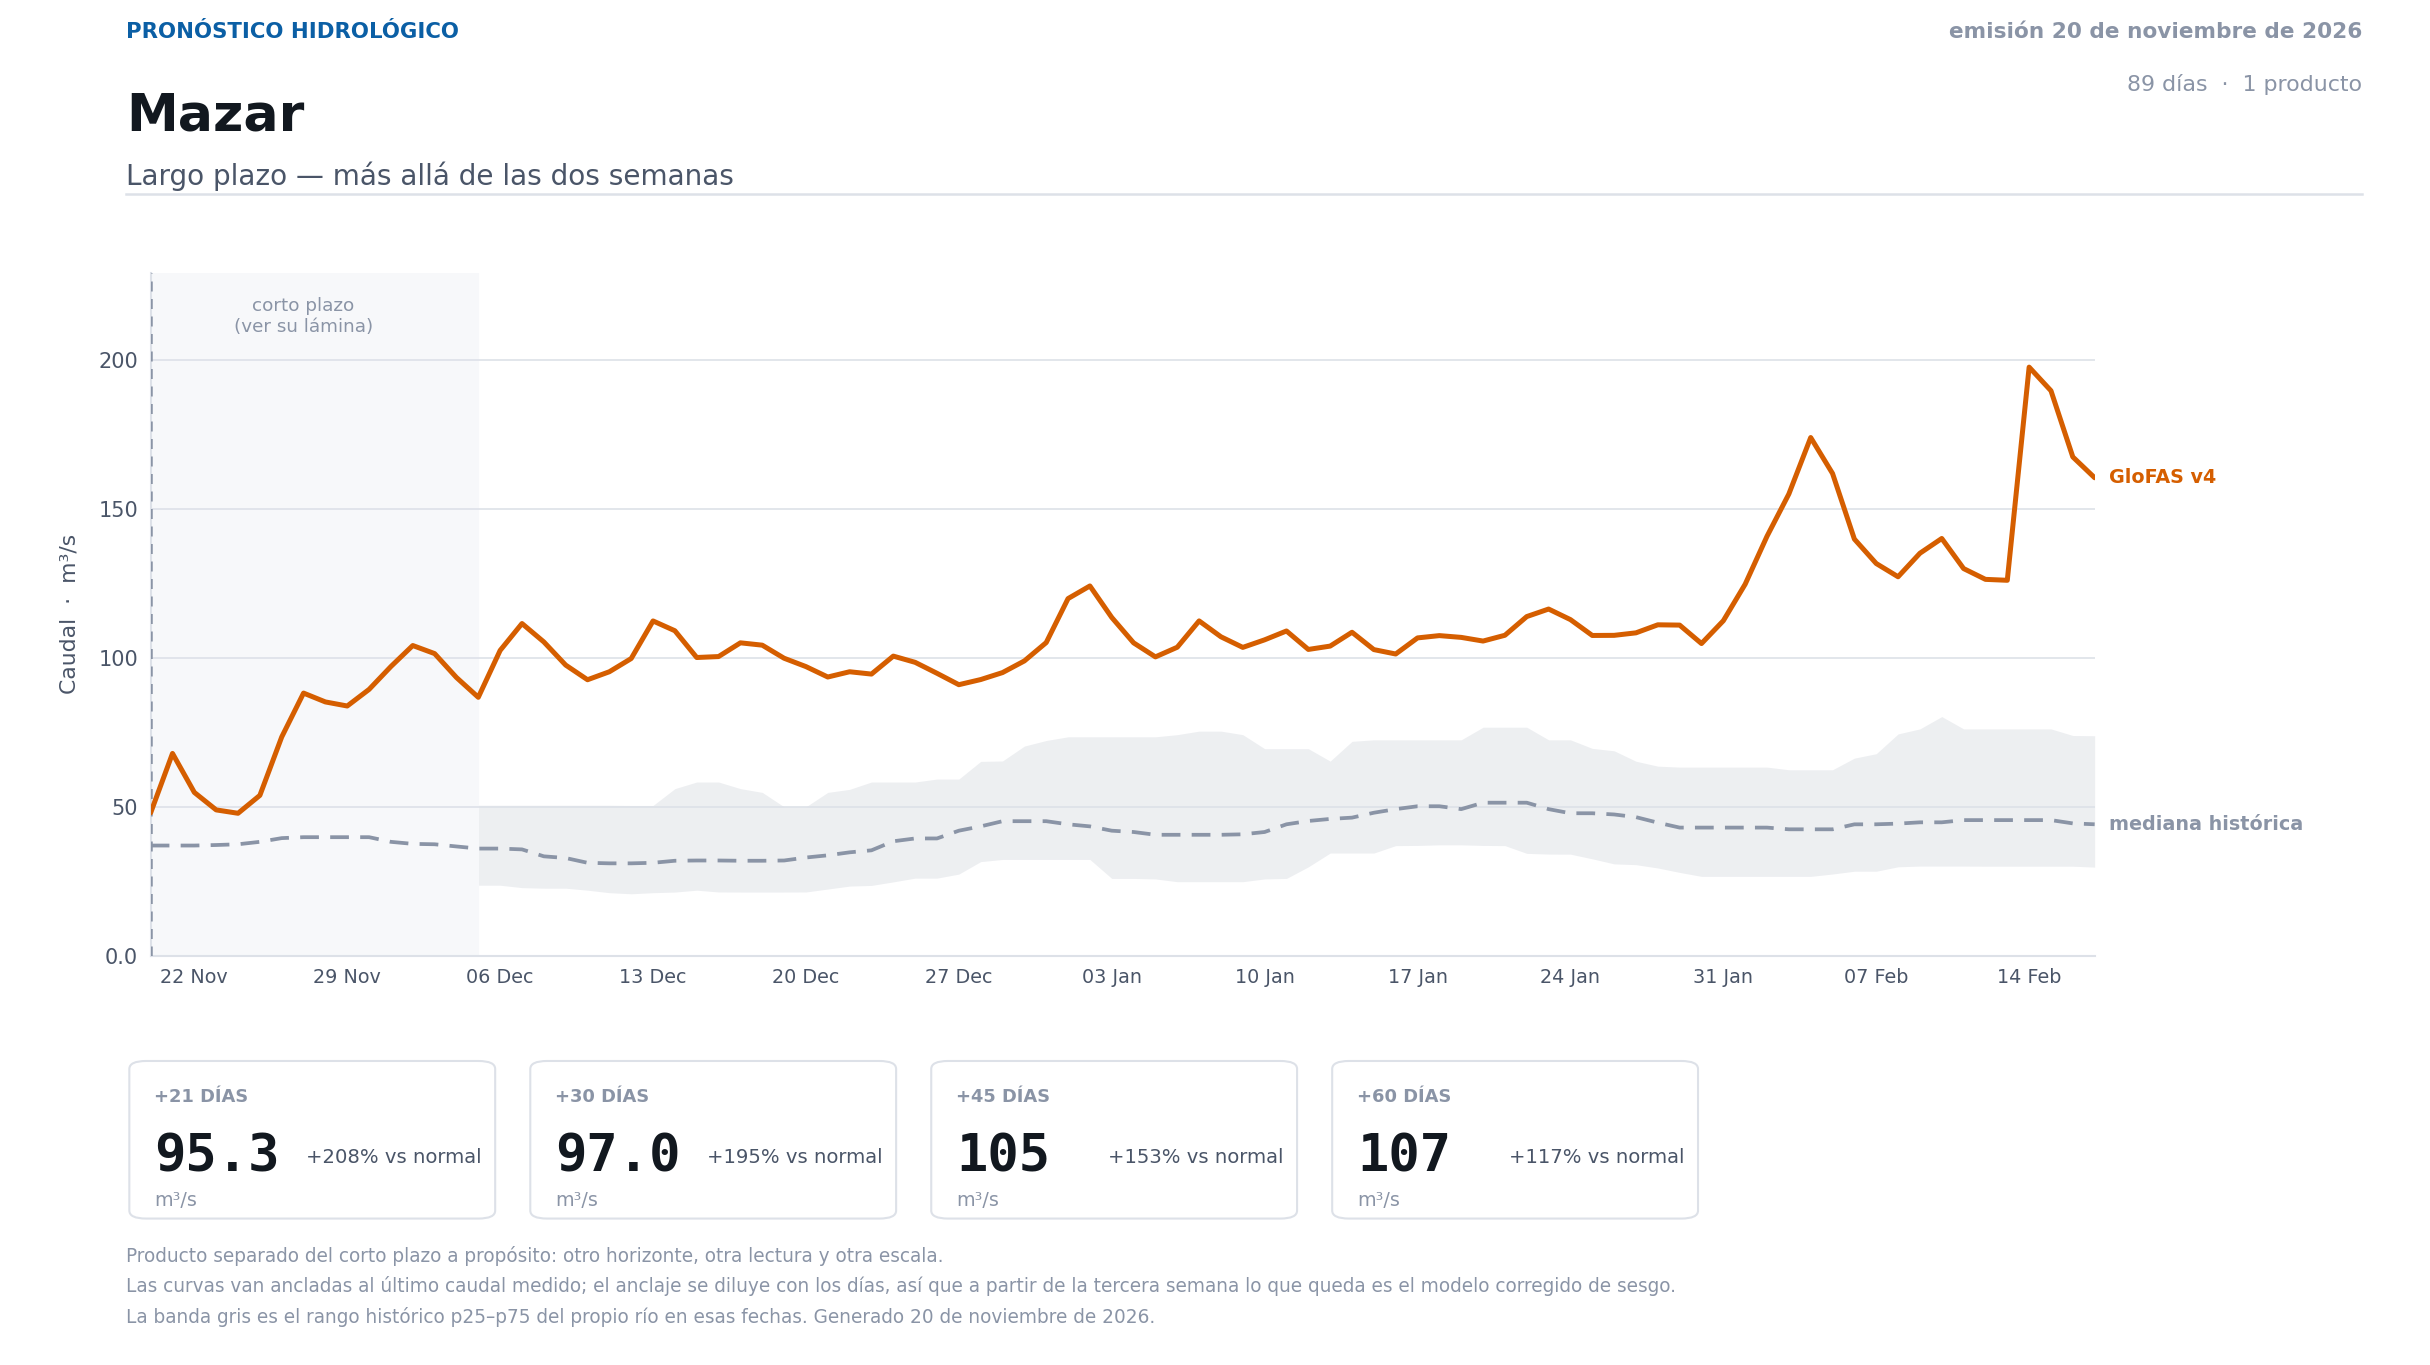 PRONÓSTICO HIDROLÓGICO
emisión 20 de noviembre de 2026
89 días · 1 producto
Mazar
Largo plazo — más allá de las dos semanas
corto plazo
(ver su lámina)
200
150
100
50
0.0
Caudal · m³/s
GloFAS v4
mediana histórica
22 Nov
29 Nov
06 Dec
13 Dec
20 Dec
27 Dec
03 Jan
10 Jan
17 Jan
24 Jan
31 Jan
07 Feb
14 Feb
+21 DÍAS
95.3
+208% vs normal
m³/s
+30 DÍAS
97.0
+195% vs normal
m³/s
+45 DÍAS
105
+153% vs normal
m³/s
+60 DÍAS
107
+117% vs normal
m³/s
Producto separado del corto plazo a propósito: otro horizonte, otra lectura y otra escala.
Las curvas van ancladas al último caudal medido; el anclaje se diluye con los días, así que a partir de la tercera semana lo que queda es el modelo corregido de sesgo.
La banda gris es el rango histórico p25–p75 del propio río en esas fechas. Generado 20 de noviembre de 2026.